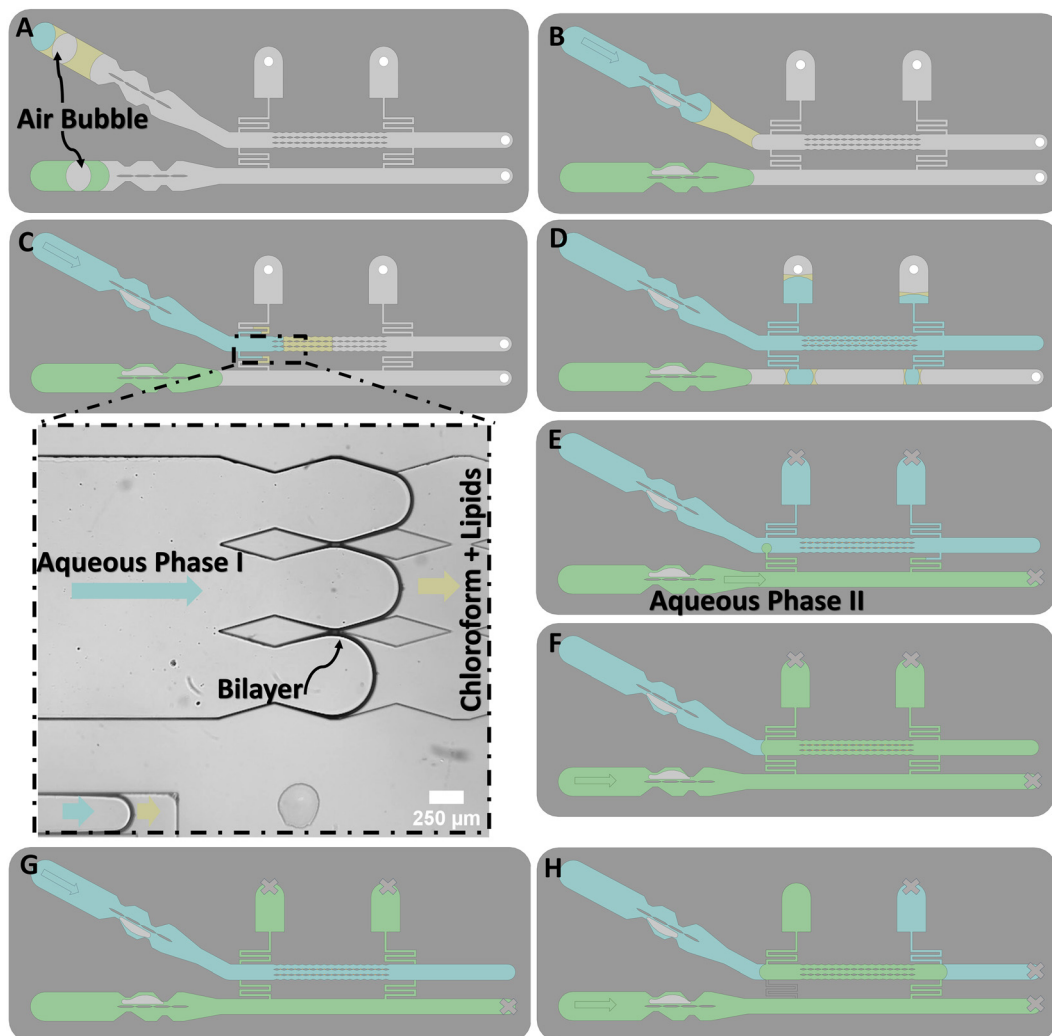 A
Air Bubble
B
C
D
Aqueous Phase I
Chloroform + Lipids
Bilayer
250 µm
E
Aqueous Phase II
F
G
H